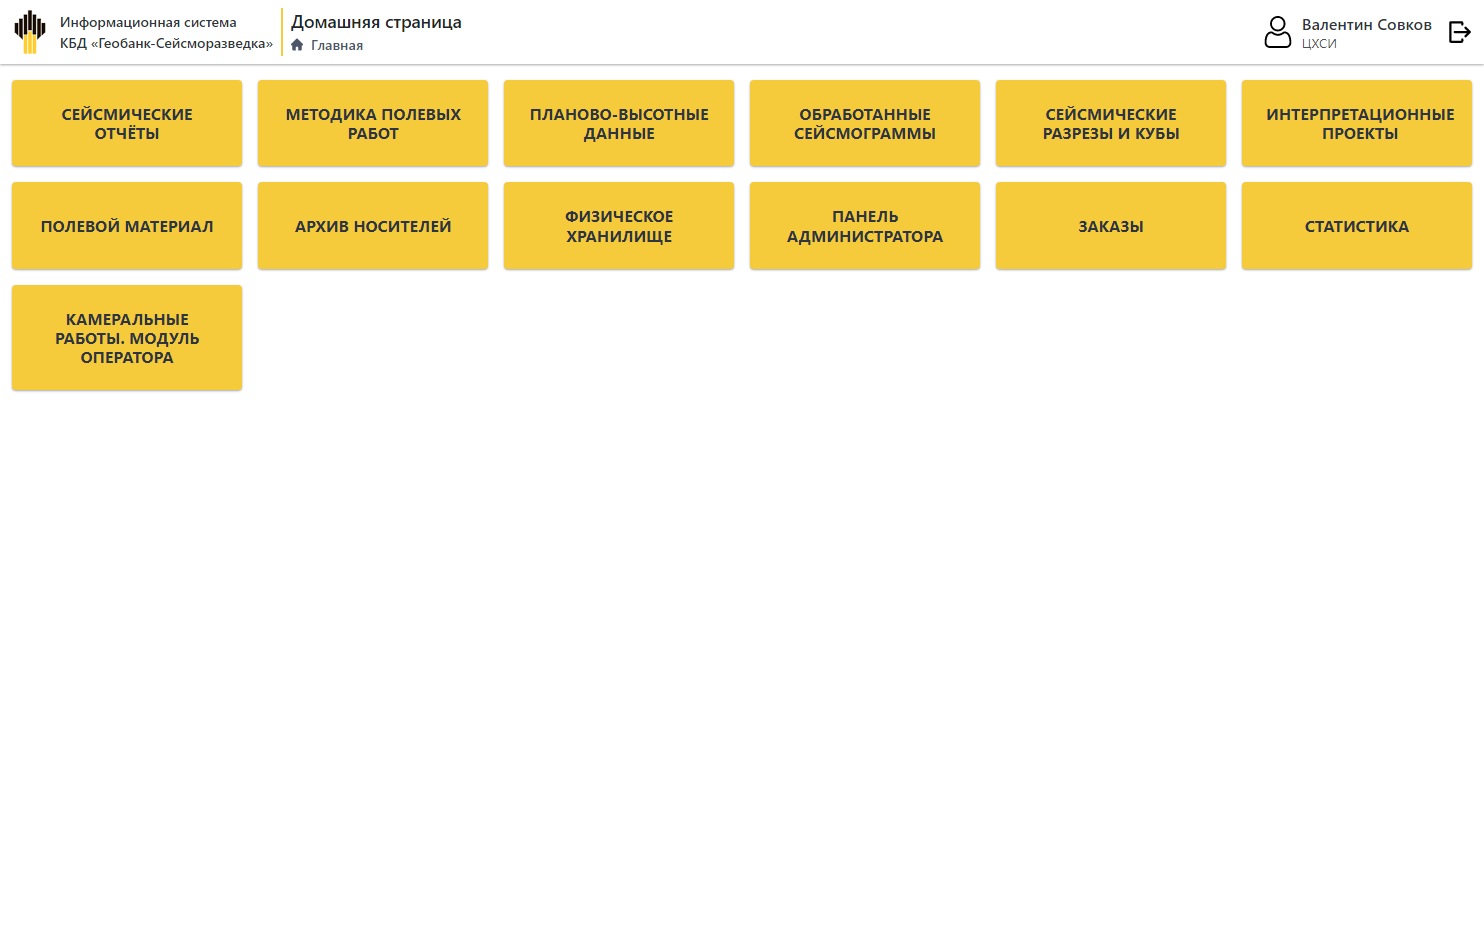 Информационная система
КБД «Геобанк-Сейсморазведка»
Домашняя страница
Главная
Валентин Совков
ЦХСИ
СЕЙСМИЧЕСКИЕ
ОТЧЁТЫ
МЕТОДИКА ПОЛЕВЫХ
РАБОТ
ПЛАНОВО-ВЫСОТНЫЕ
ДАННЫЕ
ОБРАБОТАННЫЕ
СЕЙСМОГРАММЫ
СЕЙСМИЧЕСКИЕ
РАЗРЕЗЫ И КУБЫ
ИНТЕРПРЕТАЦИОННЫЕ
ПРОЕКТЫ
ПОЛЕВОЙ МАТЕРИАЛ
АРХИВ НОСИТЕЛЕЙ
ФИЗИЧЕСКОЕ
ХРАНИЛИЩЕ
ПАНЕЛЬ
АДМИНИСТРАТОРА
ЗАКАЗЫ
СТАТИСТИКА
КАМЕРАЛЬНЫЕ
РАБОТЫ. МОДУЛЬ
ОПЕРАТОРА